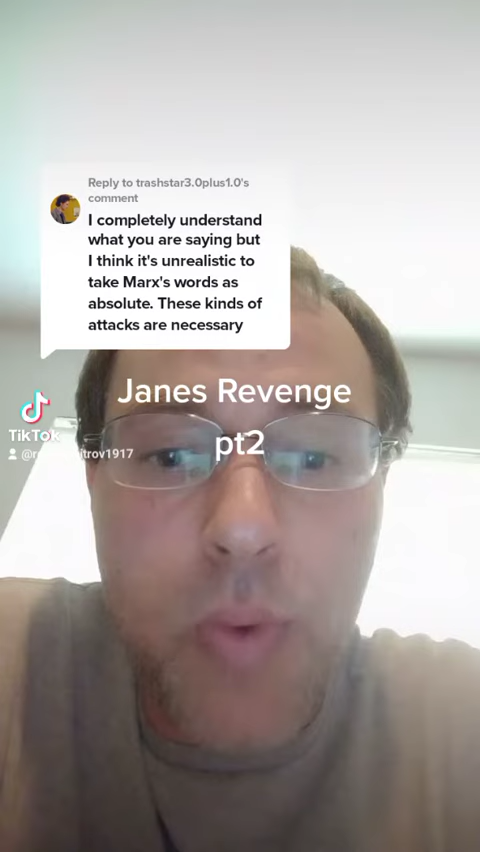 Reply to trashstar3.0plus1.0's
comment
I completely understand
what you are saying but
I think it's unrealistic to
take Marx's words as
absolute. These kinds of
attacks are necessary
Janes Revenge
pt2
TikTok